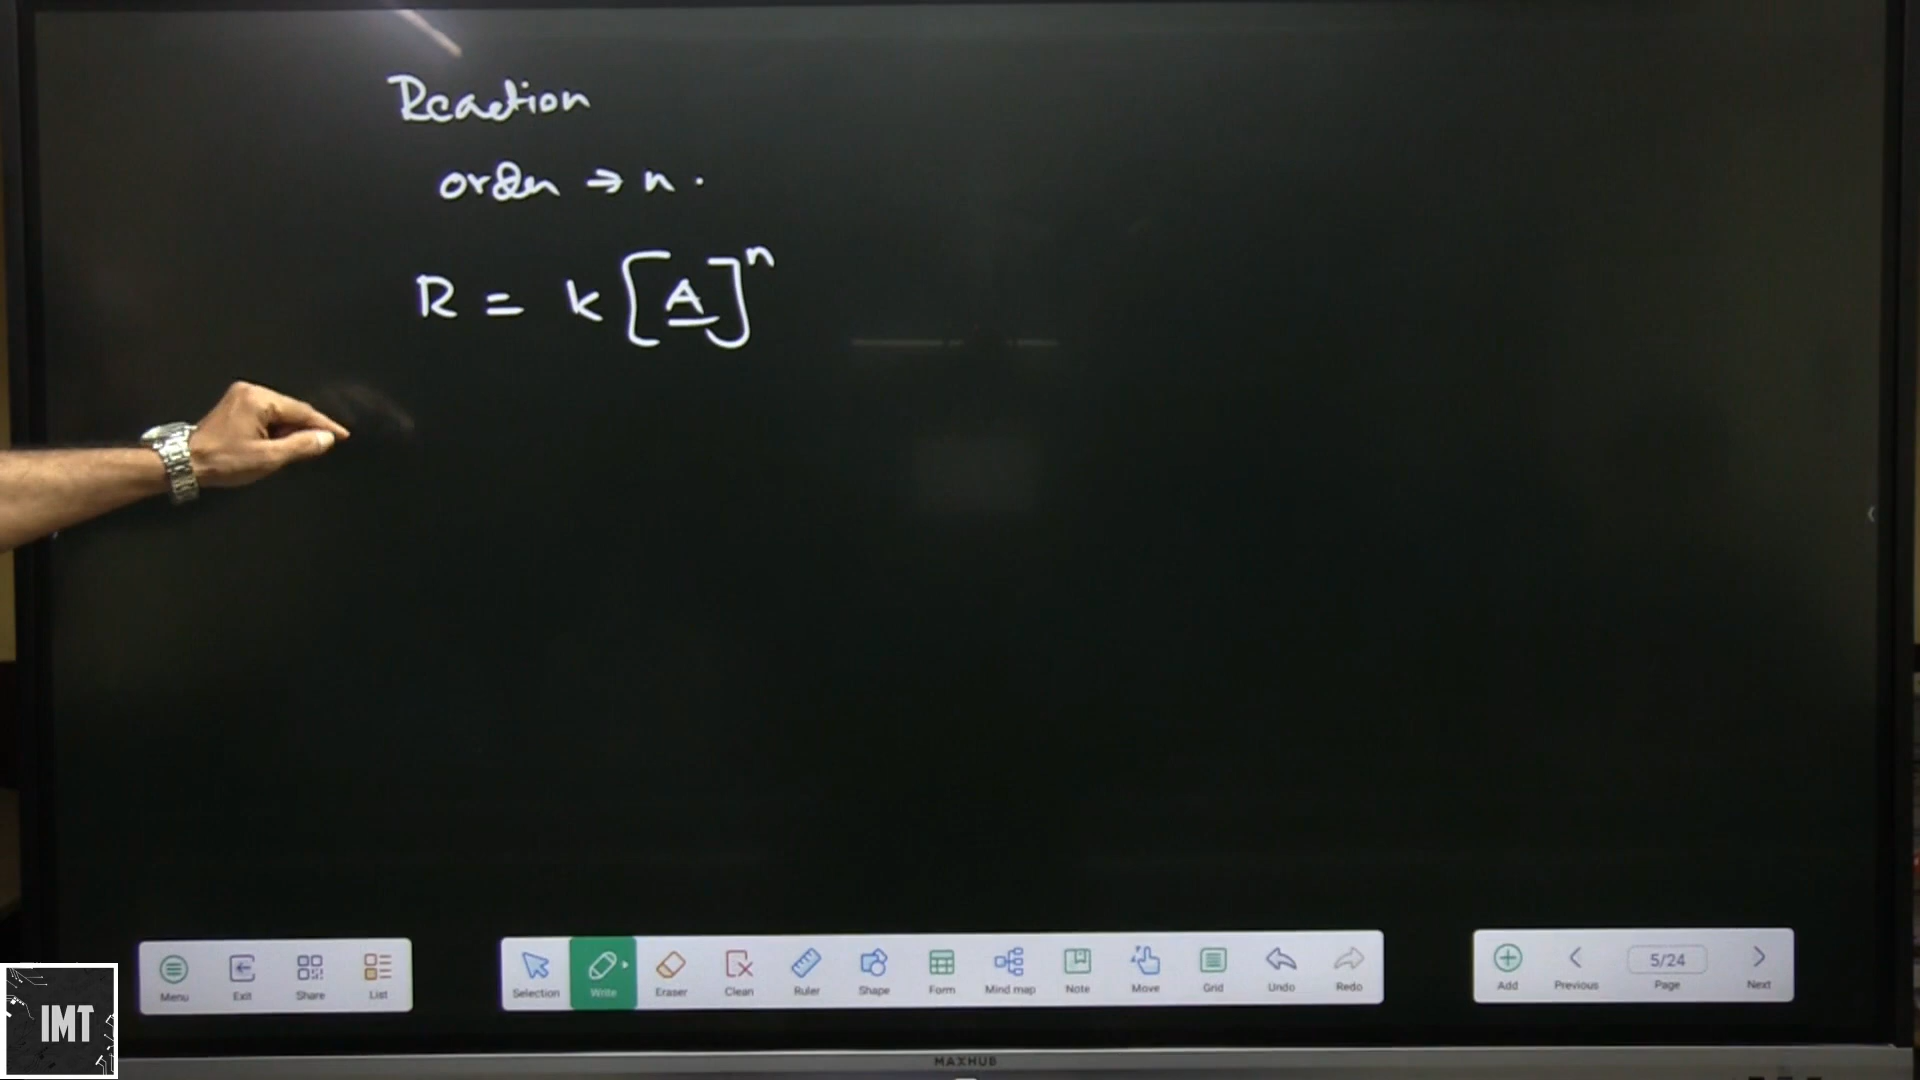 Reaction
order → n .
R = k [A]ⁿ
Menu Exit Share List
Selection Write Eraser Clean Ruler Shape Form Mind map Note Move Grid Undo Redo
Add Previous 5/24 Page Next
IMT
MAXHUB